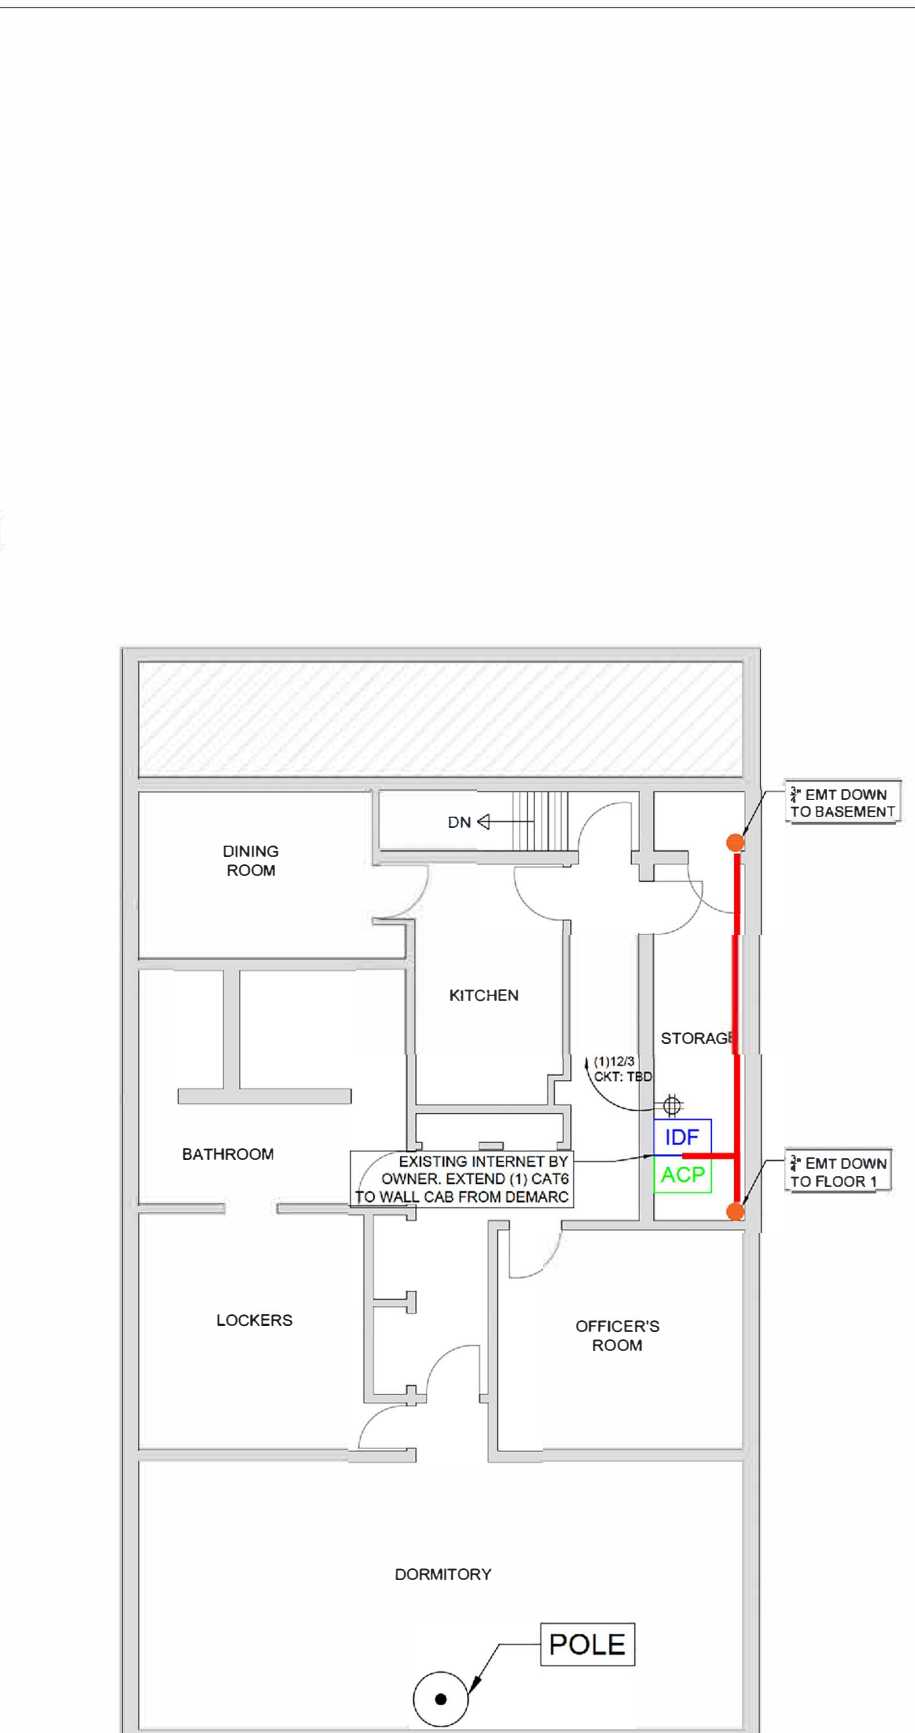 ¾" EMT DOWN
TO BASEMENT
DN
DINING
ROOM
KITCHEN
STORAGE
(1)12/3
CKT: TBD
IDF
ACP
BATHROOM
EXISTING INTERNET BY
OWNER. EXTEND (1) CAT6
TO WALL CAB FROM DEMARC
¾" EMT DOWN
TO FLOOR 1
LOCKERS
OFFICER'S
ROOM
DORMITORY
POLE